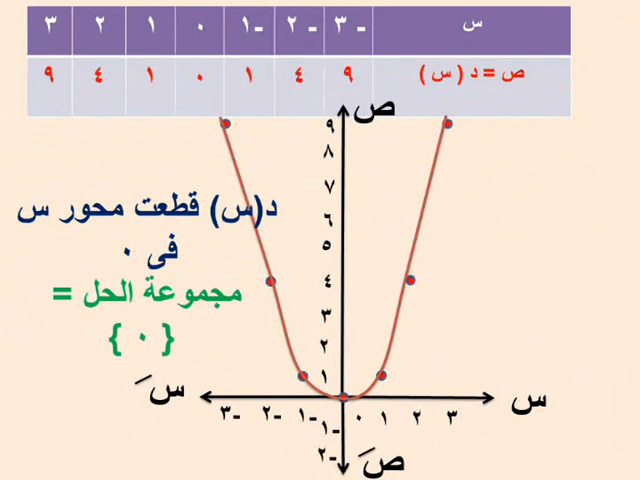 س -٣ -٢ -١ ٠ ١ ٢ ٣
ص = د ( س ) ٩ ٤ ١ ٠ ١ ٤ ٩
ص
٩
٨
٧
٦
٥
٤
٣
٢
١
د(س) قطعت محور س
فى ٠
مجموعة الحل =
{ ٠ }
س
سَ
-٣ -٢ -١ ٠ ١ ٢ ٣
-١
-٢
صَ